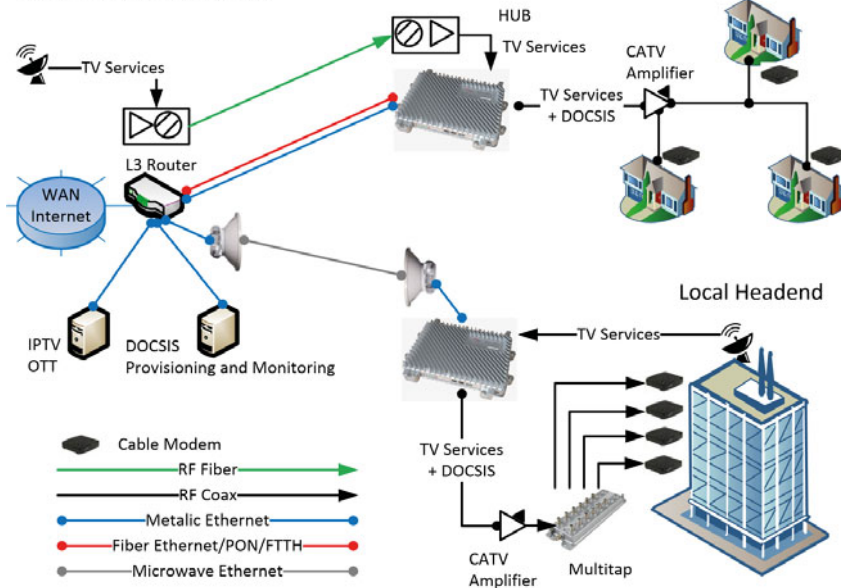 HUB
TV Services
TV Services
CATV
Amplifier
TV Services
+ DOCSIS
L3 Router
WAN
Internet
Local Headend
TV Services
IPTV
OTT
DOCSIS
Provisioning and Monitoring
Cable Modem
TV Services
+ DOCSIS
RF Fiber
RF Coax
Metalic Ethernet
Fiber Ethernet/PON/FTTH
Microwave Ethernet
CATV
Amplifier
Multitap